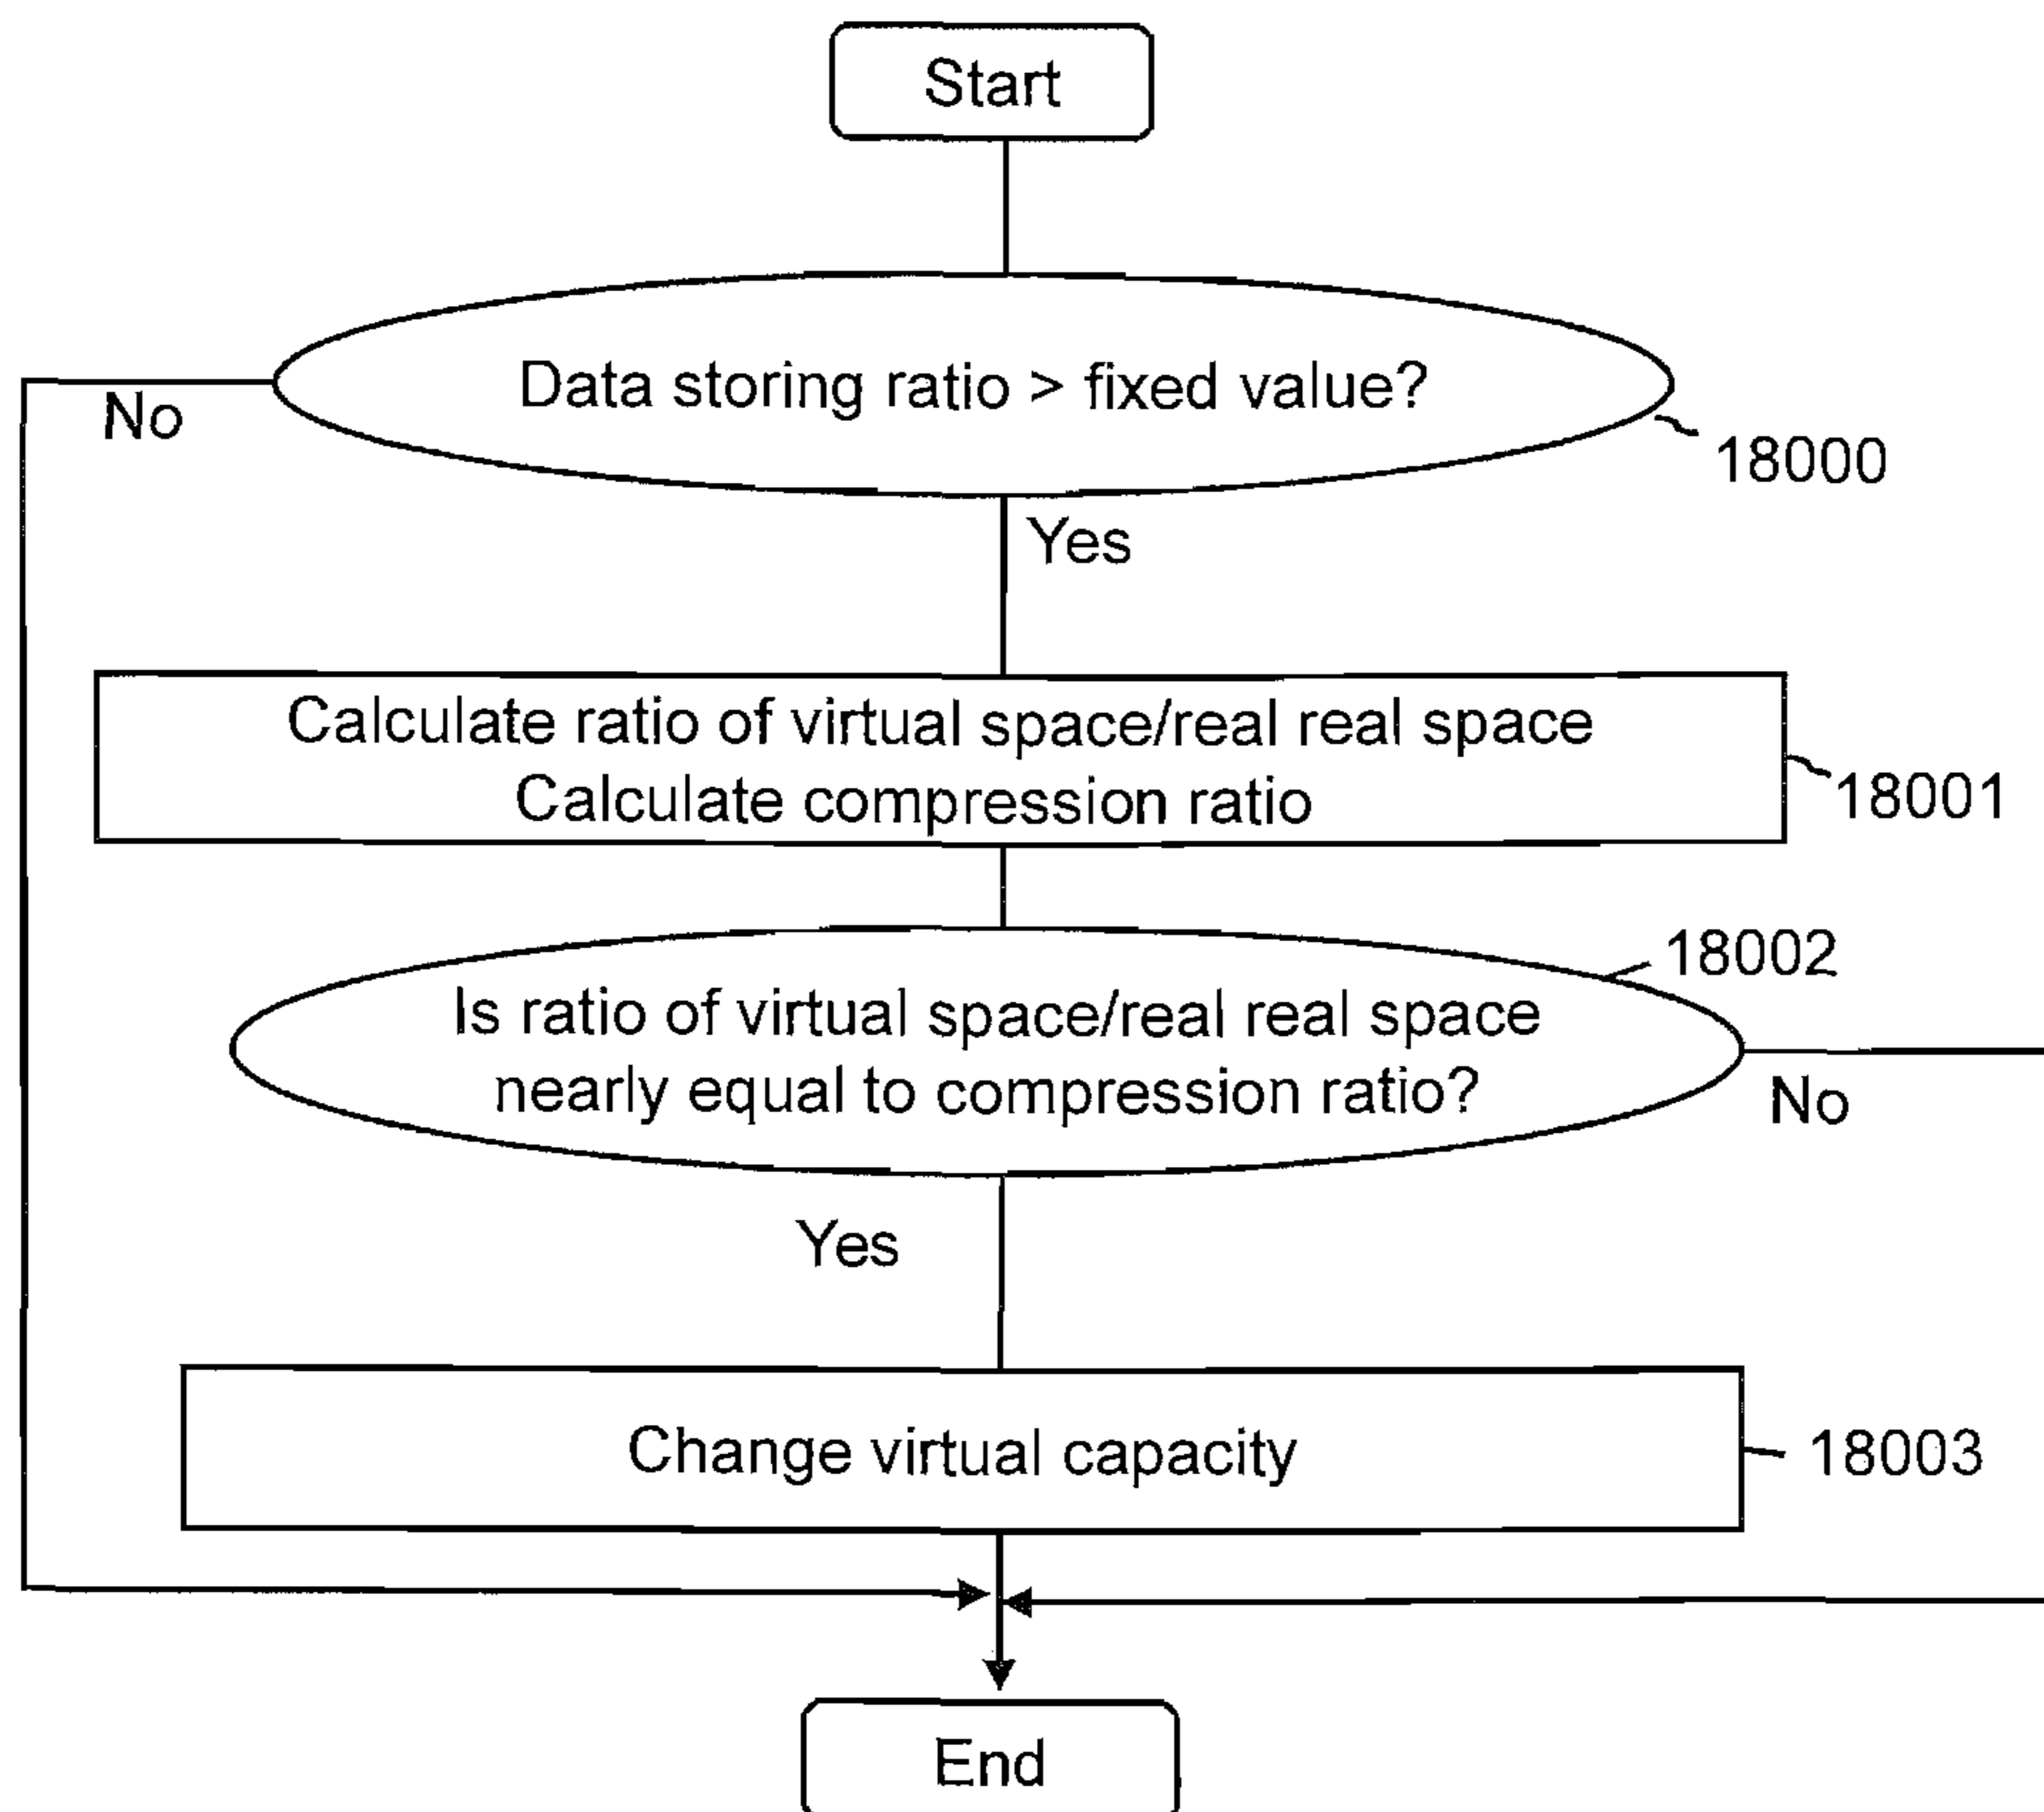 Start
Data storing ratio > fixed value?
No
18000
Yes
Calculate ratio of virtual space/real real space
Calculate compression ratio
18001
18002
Is ratio of virtual space/real real space
nearly equal to compression ratio?
No
Yes
Change virtual capacity
18003
End